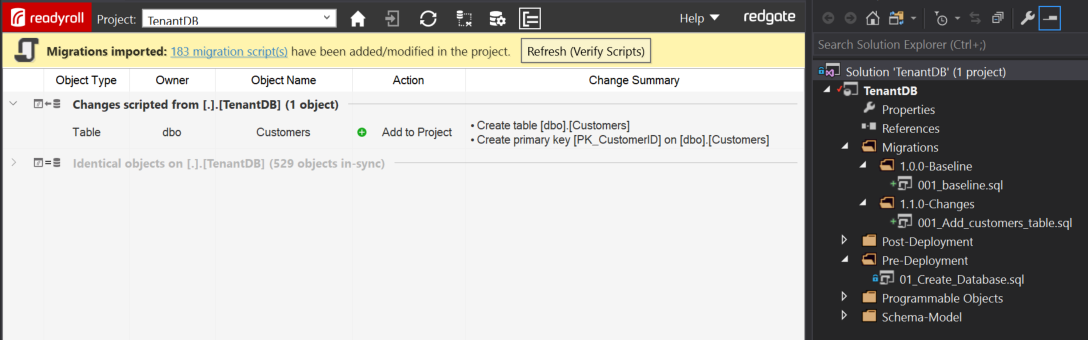 readyroll Project: TenantDB Help redgate
Migrations imported: 183 migration script(s) have been added/modified in the project. Refresh (Verify Scripts)
Object Type Owner Object Name Action Change Summary
Changes scripted from [.].[TenantDB] (1 object)
Table dbo Customers Add to Project
• Create table [dbo].[Customers]
• Create primary key [PK_CustomerID] on [dbo].[Customers]
Identical objects on [.].[TenantDB] (529 objects in-sync)
Search Solution Explorer (Ctrl+;)
Solution 'TenantDB' (1 project)
TenantDB
Properties
References
Migrations
1.0.0-Baseline
001_baseline.sql
1.1.0-Changes
001_Add_customers_table.sql
Post-Deployment
Pre-Deployment
01_Create_Database.sql
Programmable Objects
Schema-Model